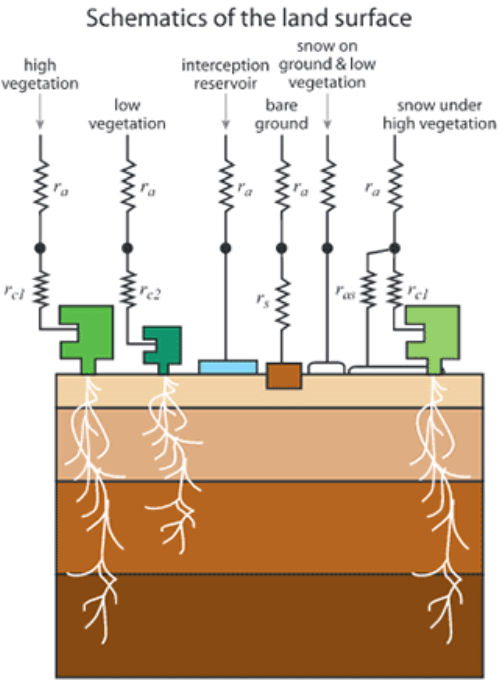 Schematics of the land surface
high
vegetation
low
vegetation
interception
reservoir
bare
ground
snow on
ground & low
vegetation
snow under
high vegetation
ra
ra
ra
ra
ra
rc1
rc2
rs
ras
rc1